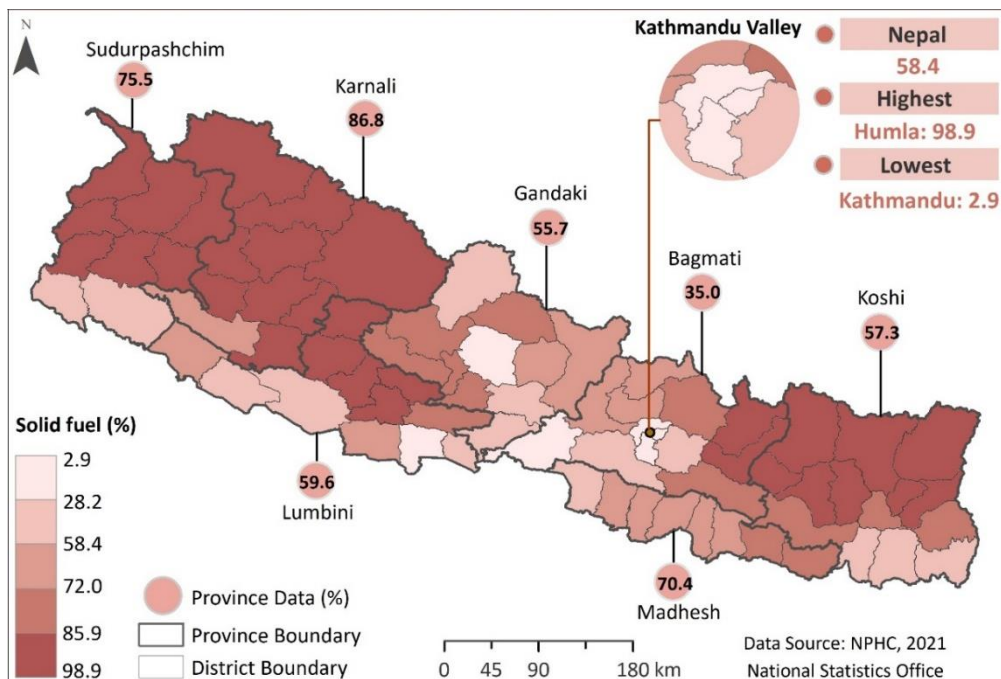 N
Sudurpashchim
75.5
Karnali
86.8
Gandaki
55.7
Bagmati
35.0
Koshi
57.3
Kathmandu Valley
Nepal
58.4
Highest
Humla: 98.9
Lowest
Kathmandu: 2.9
59.6
Lumbini
70.4
Madhesh
Solid fuel (%)
2.9
28.2
58.4
72.0
85.9
98.9
Province Data (%)
Province Boundary
District Boundary
0 45 90 180 km
Data Source: NPHC, 2021
National Statistics Office